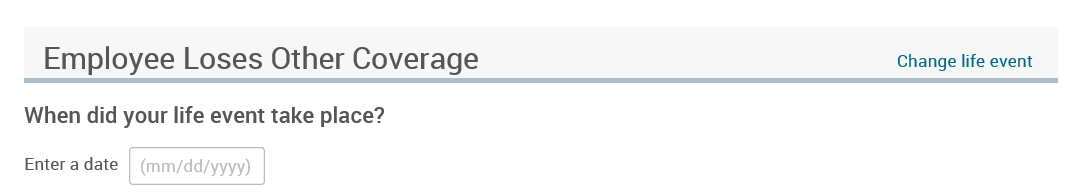 Employee Loses Other Coverage
Change life event
When did your life event take place?
Enter a date (mm/dd/yyyy)